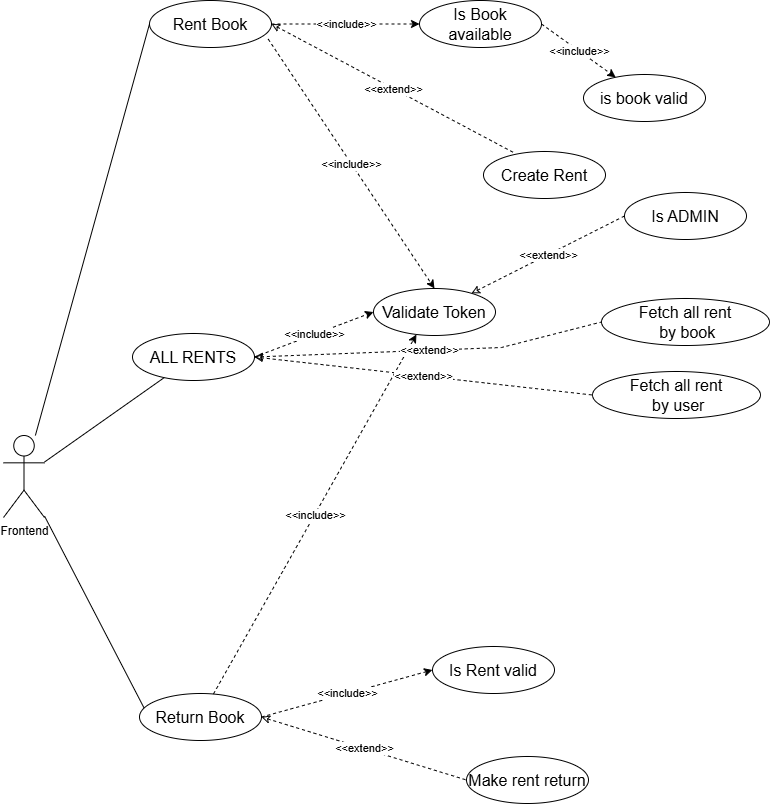 Rent Book
<<include>>
Is Book
available
<<include>>
is book valid
<<extend>>
Create Rent
<<include>>
Is ADMIN
<<extend>>
Validate Token
Fetch all rent
by book
<<include>>
ALL RENTS
<<extend>>
<<extend>>
Fetch all rent
by user
Frontend
<<include>>
Is Rent valid
<<include>>
Return Book
<<extend>>
Make rent return